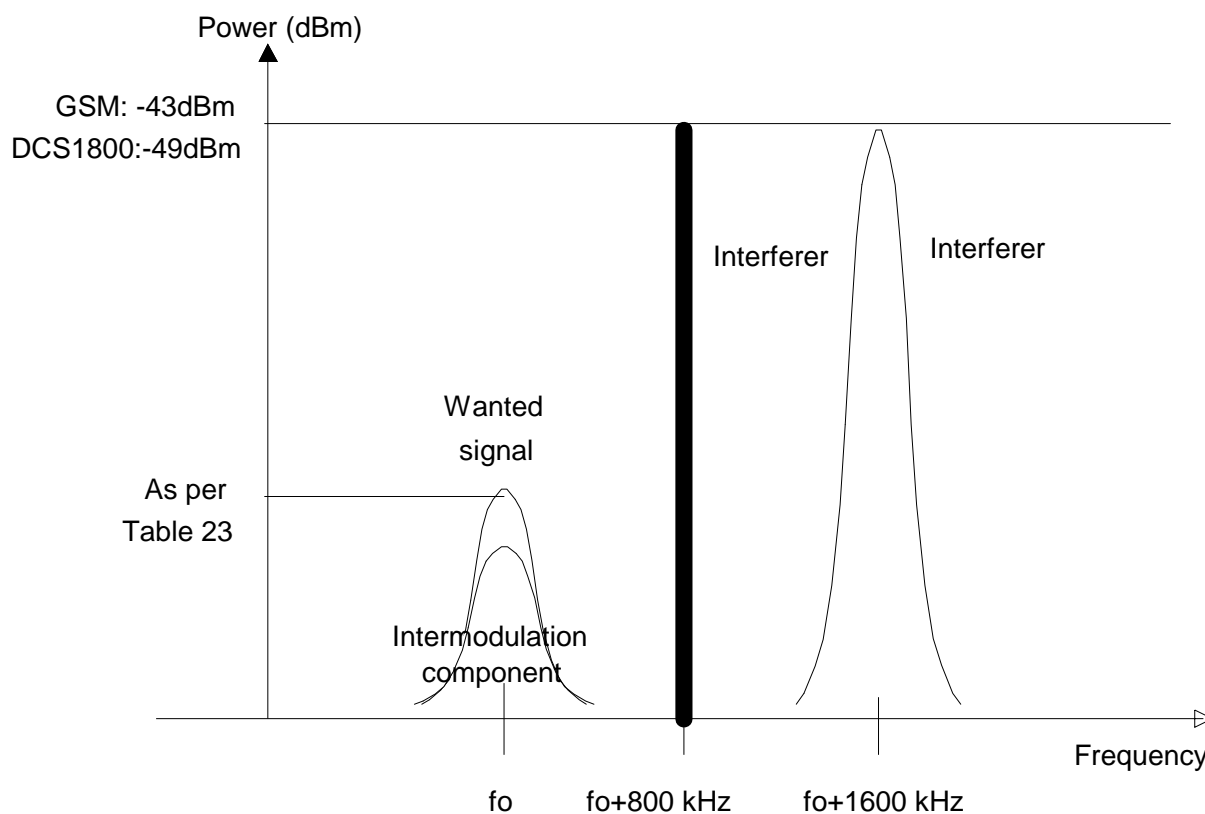 Power (dBm)
GSM: -43dBm
DCS1800:-49dBm
Interferer
Interferer
Wanted
signal
As per
Table 23
Intermodulation
component
Frequency
fo
fo+800 kHz
fo+1600 kHz